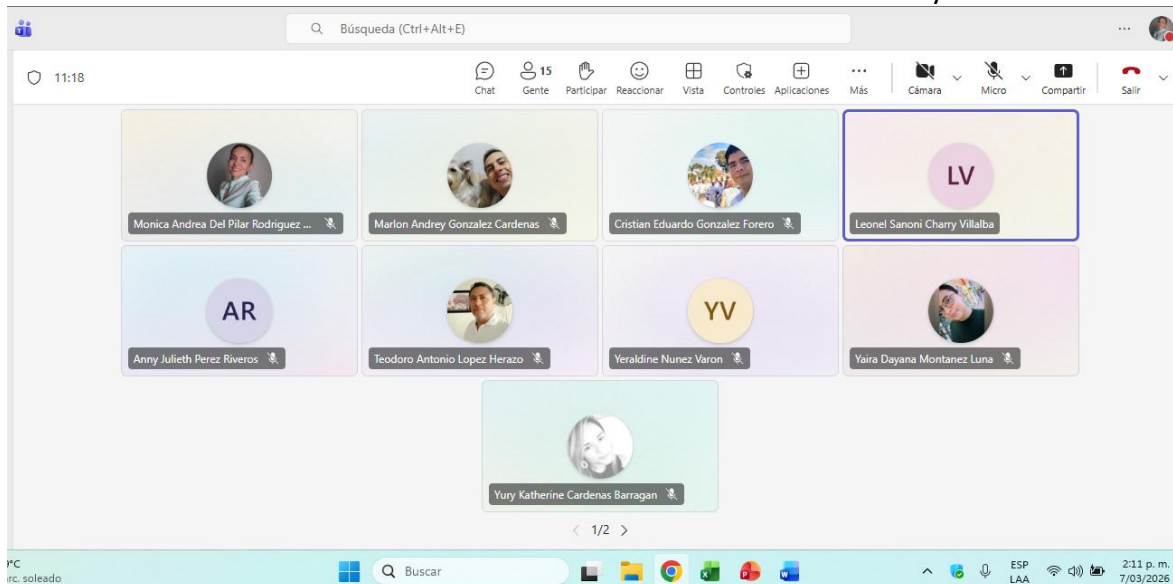 Búsqueda (Ctrl+Alt+E)
...
11:18
15
Chat Gente Participar Reaccionar Vista Controles Aplicaciones Más Cámara Micro Compartir Salir
LV
Monica Andrea Del Pilar Rodriguez ... Marlon Andrey Gonzalez Cardenas Cristian Eduardo Gonzalez Forero Leonel Sanoni Charry Villalba
AR YV
Anny Julieth Perez Riveros Teodoro Antonio Lopez Herazo Yeraldine Nunez Varon Yaira Dayana Montanez Luna
Yury Katherine Cardenas Barragan
1/2
°C
soleado
Buscar
ESP
LAA
2:11 p. m.